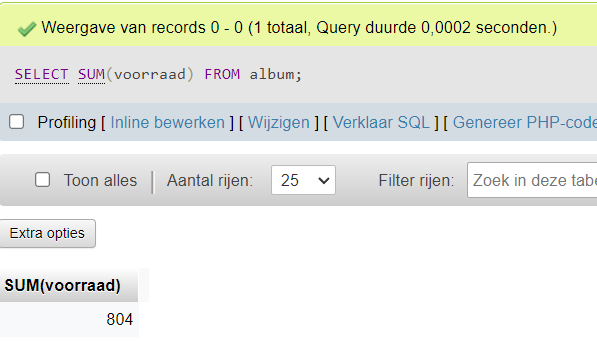 Weergave van records 0 - 0 (1 totaal, Query duurde 0,0002 seconden.)
SELECT SUM(voorraad) FROM album;
Profiling [ Inline bewerken ] [ Wijzigen ] [ Verklaar SQL ] [ Genereer PHP-code
Toon alles Aantal rijen: 25 Filter rijen: Zoek in deze tabe
Extra opties
SUM(voorraad)
804